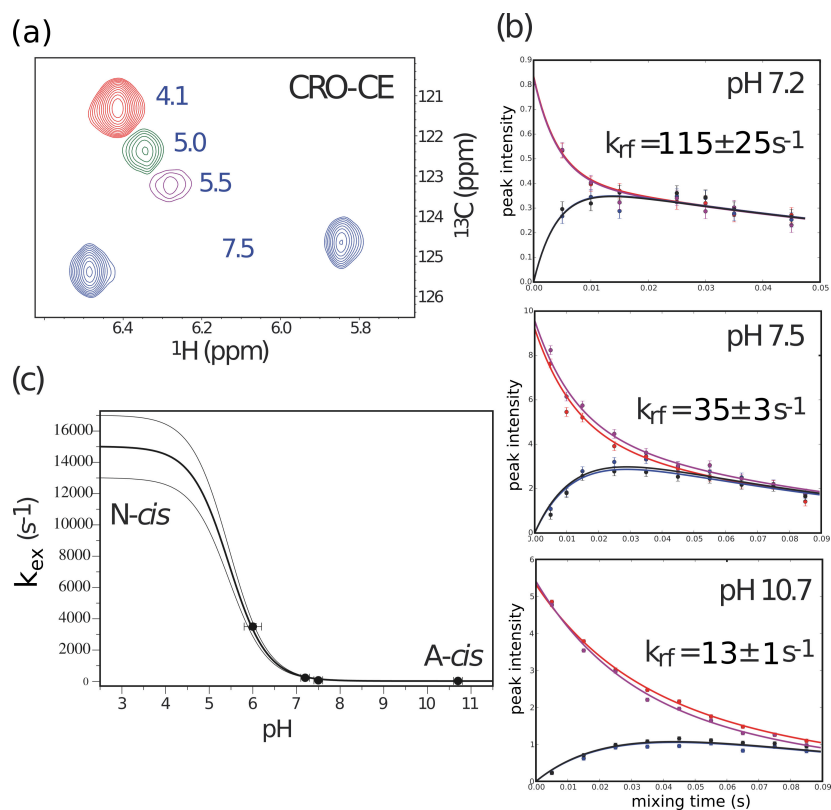 (a)
CRO-CE
4.1
5.0
5.5
7.5
121
122
123
124
125
126
¹³C (ppm)
6.4 6.2 6.0 5.8
¹H (ppm)
(b)
pH 7.2
k_rf = 115±25s⁻¹
peak intensity
0.9
0.8
0.7
0.6
0.5
0.4
0.3
0.2
0.1
0.0
0.00 0.01 0.02 0.03 0.04 0.05
pH 7.5
k_rf = 35±3s⁻¹
peak intensity
10
8
6
4
2
0
0.00 0.01 0.02 0.03 0.04 0.05 0.06 0.07 0.08 0.09
pH 10.7
k_rf = 13±1s⁻¹
peak intensity
6
5
4
3
2
1
0
0.00 0.01 0.02 0.03 0.04 0.05 0.06 0.07 0.08 0.09
mixing time (s)
(c)
k_ex (s⁻¹)
16000
14000
12000
10000
8000
6000
4000
2000
0
N-cis
A-cis
3 4 5 6 7 8 9 10 11
pH